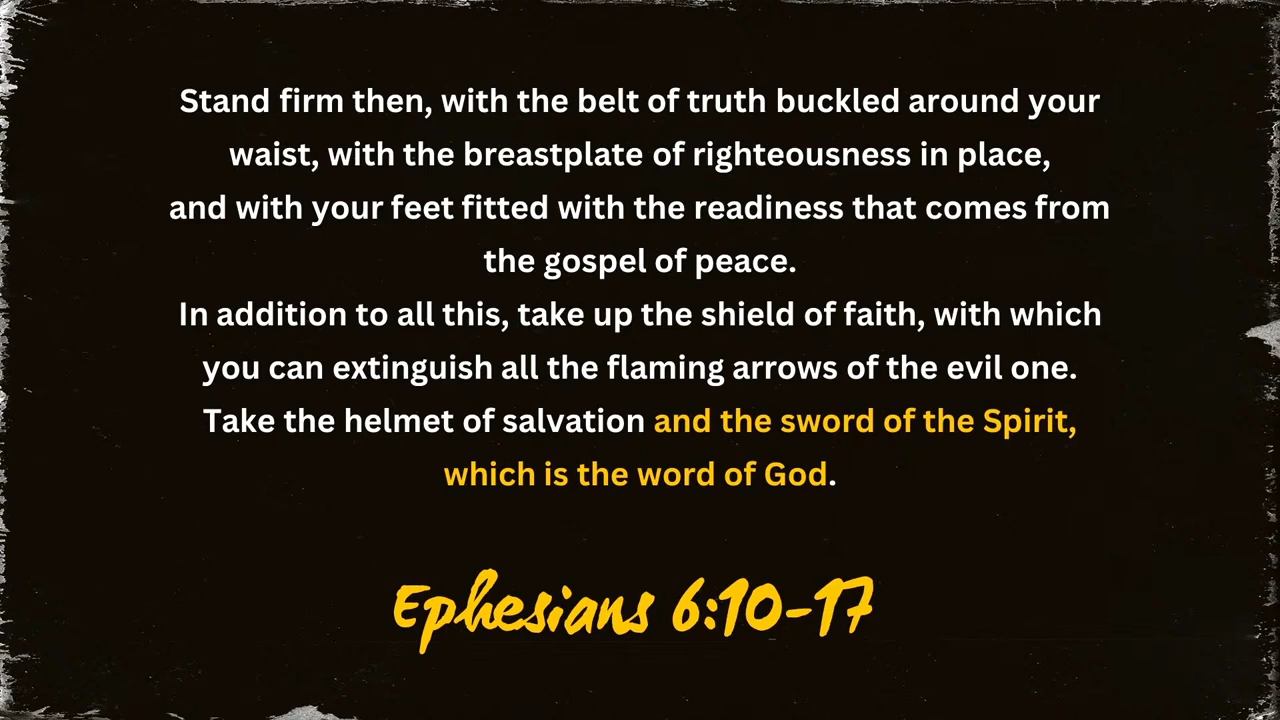 Stand firm then, with the belt of truth buckled around your
waist, with the breastplate of righteousness in place,
and with your feet fitted with the readiness that comes from
the gospel of peace.
In addition to all this, take up the shield of faith, with which
you can extinguish all the flaming arrows of the evil one.
Take the helmet of salvation and the sword of the Spirit,
which is the word of God.
Ephesians 6:10-17